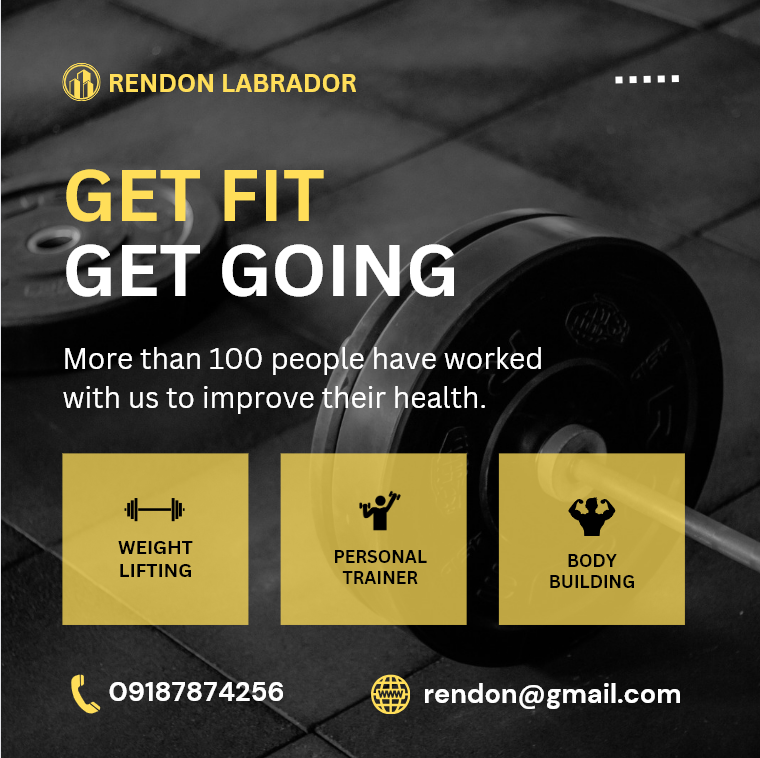 RENDON LABRADOR
GET FIT
GET GOING
More than 100 people have worked
with us to improve their health.
WEIGHT
LIFTING
PERSONAL
TRAINER
BODY
BUILDING
09187874256
www
rendon@gmail.com